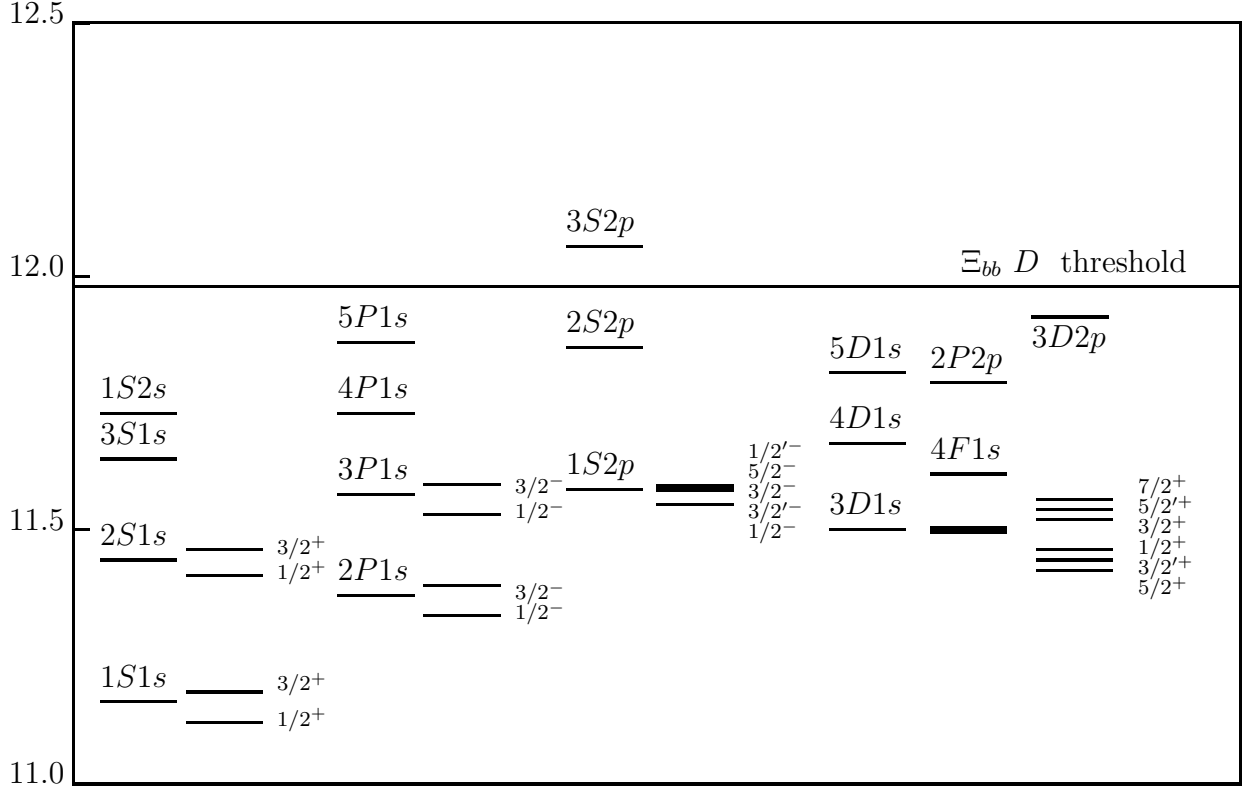 12.5
3S2p
12.0
Ξbb D threshold
5P1s
2S2p
3D2p
5D1s
2P2p
1S2s
4P1s
4D1s
3S1s
1/2′−
4F1s
3P1s
1S2p
5/2−
3/2−
3/2−
7/2+
1/2−
3/2′−
3D1s
5/2′+
11.5
1/2−
3/2+
2S1s
3/2+
1/2+
1/2+
3/2′+
2P1s
3/2−
5/2+
1/2−
1S1s
3/2+
1/2+
11.0